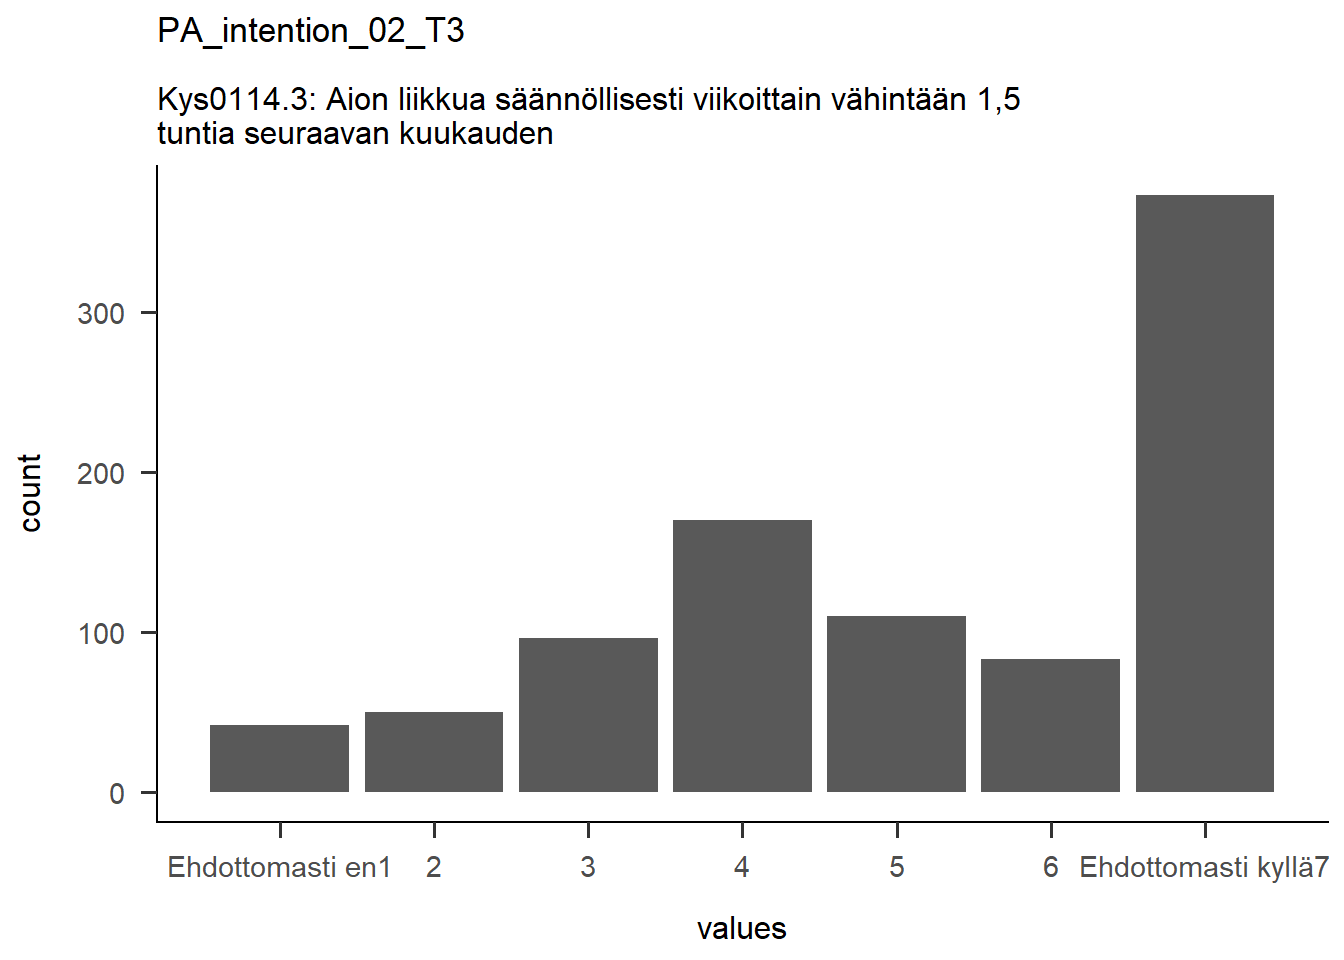 PA_intention_02_T3
Kys0114.3: Aion liikkua säännöllisesti viikoittain vähintään 1,5
tuntia seuraavan kuukauden
300
200
100
0
count
Ehdottomasti en1 2 3 4 5 6 Ehdottomasti kyllä7
values